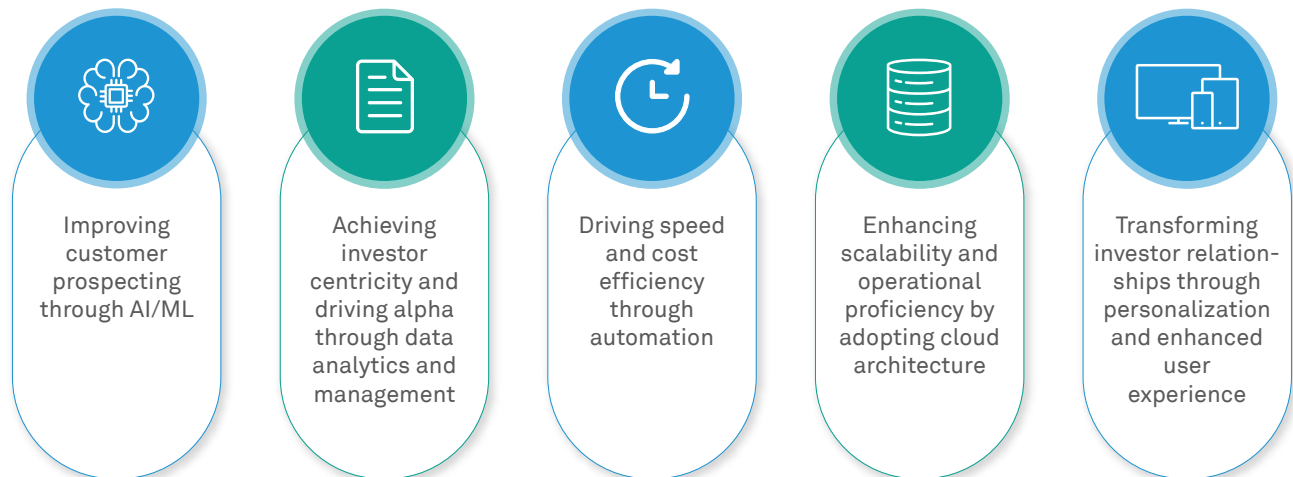 Improving
customer
prospecting
through AI/ML
Achieving
investor
centricity and
driving alpha
through data
analytics and
management
Driving speed
and cost
efficiency
through
automation
Enhancing
scalability and
operational
proficiency by
adopting cloud
architecture
Transforming
investor relation-
ships through
personalization
and enhanced
user
experience